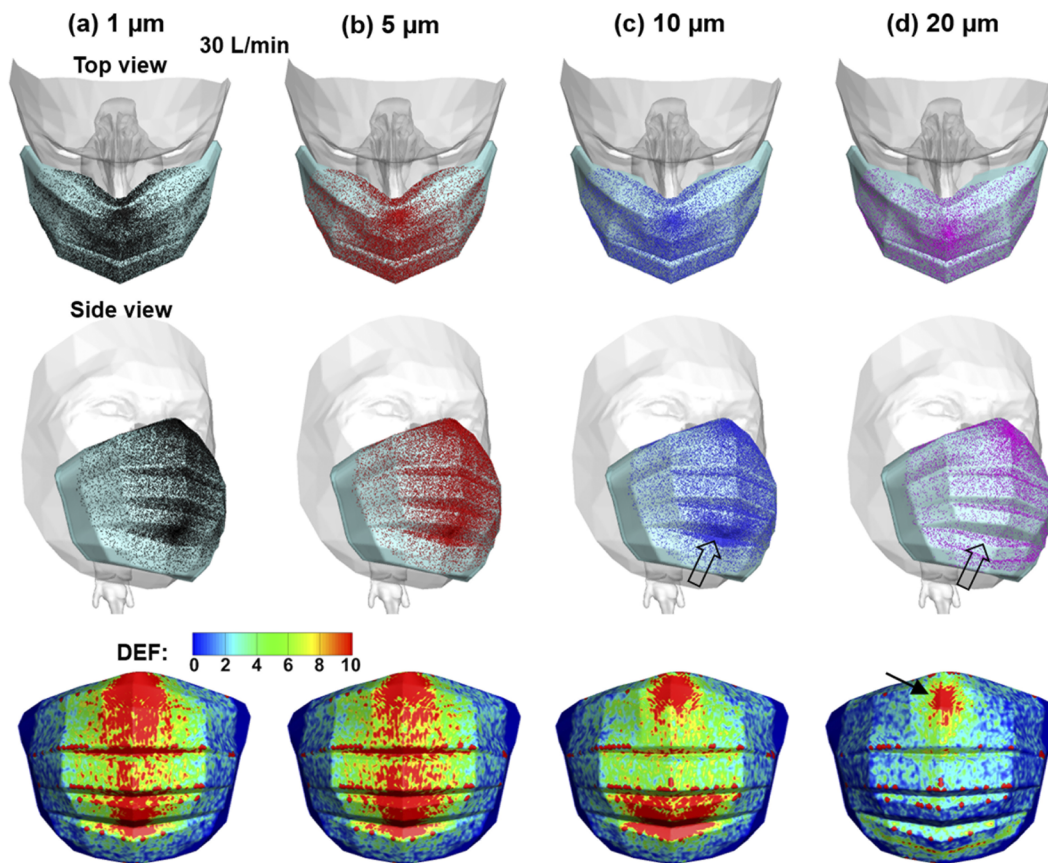 (a) 1 µm
(b) 5 µm
(c) 10 µm
(d) 20 µm
30 L/min
Top view
Side view
DEF:
0 2 4 6 8 10